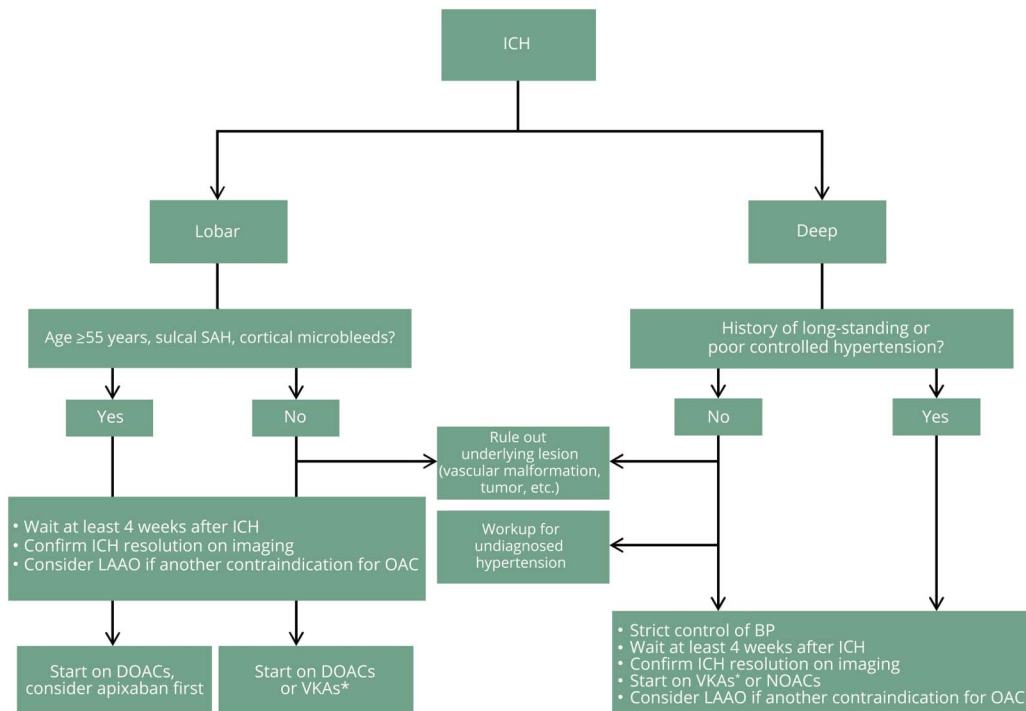 ICH
Lobar
Deep
Age ≥55 years, sulcal SAH, cortical microbleeds?
History of long-standing or
poor controlled hypertension?
Yes
No
No
Yes
Rule out
underlying lesion
(vascular malformation,
tumor, etc.)
Workup for
undiagnosed
hypertension
• Wait at least 4 weeks after ICH
• Confirm ICH resolution on imaging
• Consider LAAO if another contraindication for OAC
Start on DOACs,
consider apixaban first
Start on DOACs
or VKAs*
• Strict control of BP
• Wait at least 4 weeks after ICH
• Confirm ICH resolution on imaging
• Start on VKAs* or NOACs
• Consider LAAO if another contraindication for OAC